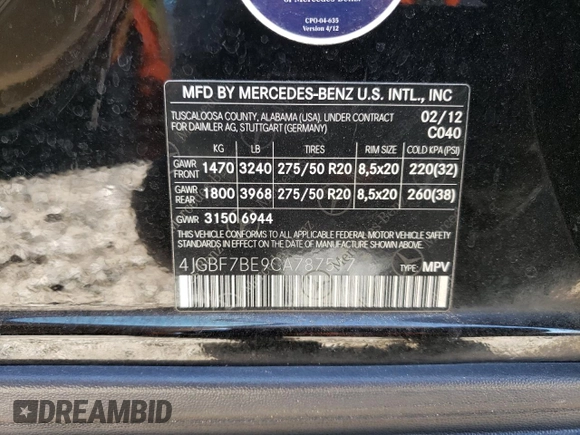 of Mercedes-Benz.
CPO-04-635
Version 4/12
MFD BY MERCEDES-BENZ U.S. INTL., INC
TUSCALOOSA COUNTY, ALABAMA (USA). UNDER CONTRACT 02/12
FOR DAIMLER AG, STUTTGART (GERMANY) C040
KG LB TIRES RIM SIZE COLD KPA (PSI)
GAWR FRONT 1470 3240 275/50 R20 8,5x20 220(32)
GAWR REAR 1800 3968 275/50 R20 8,5x20 260(38)
GVWR 3150 6944
THIS VEHICLE CONFORMS TO ALL APPLICABLE FEDERAL MOTOR VEHICLE
SAFETY STANDARDS IN EFFECT ON THE DATE OF MANUFACTURE SHOWN ABOVE.
TYPE: MPV
DREAMBID